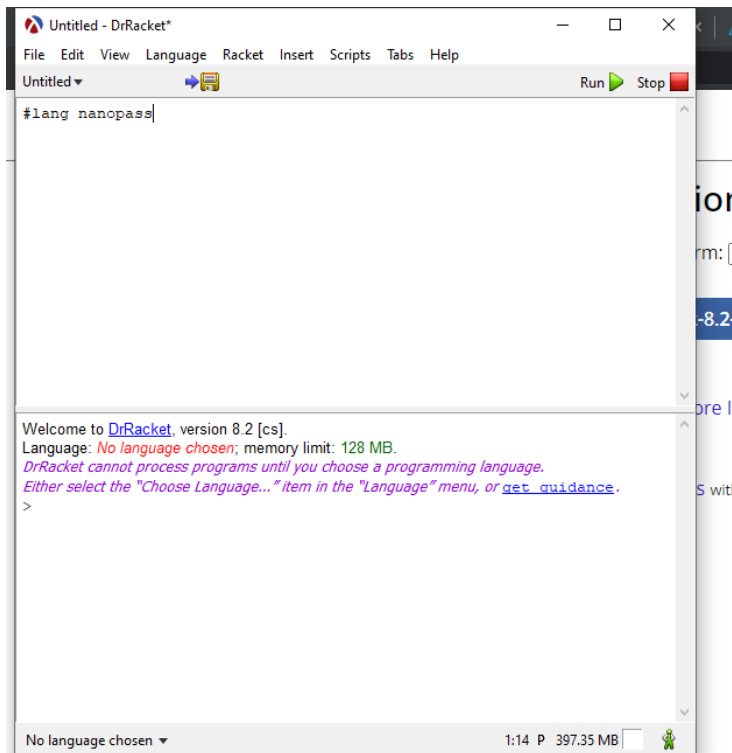 Untitled - DrRacket*
File Edit View Language Racket Insert Scripts Tabs Help
Untitled
Run Stop
#lang nanopass
Welcome to DrRacket, version 8.2 [cs].
Language: No language chosen; memory limit: 128 MB.
DrRacket cannot process programs until you choose a programming language.
Either select the “Choose Language...” item in the “Language” menu, or get guidance.
>
No language chosen
1:14 P 397.35 MB
rm:
-8.2-
ore
s wit